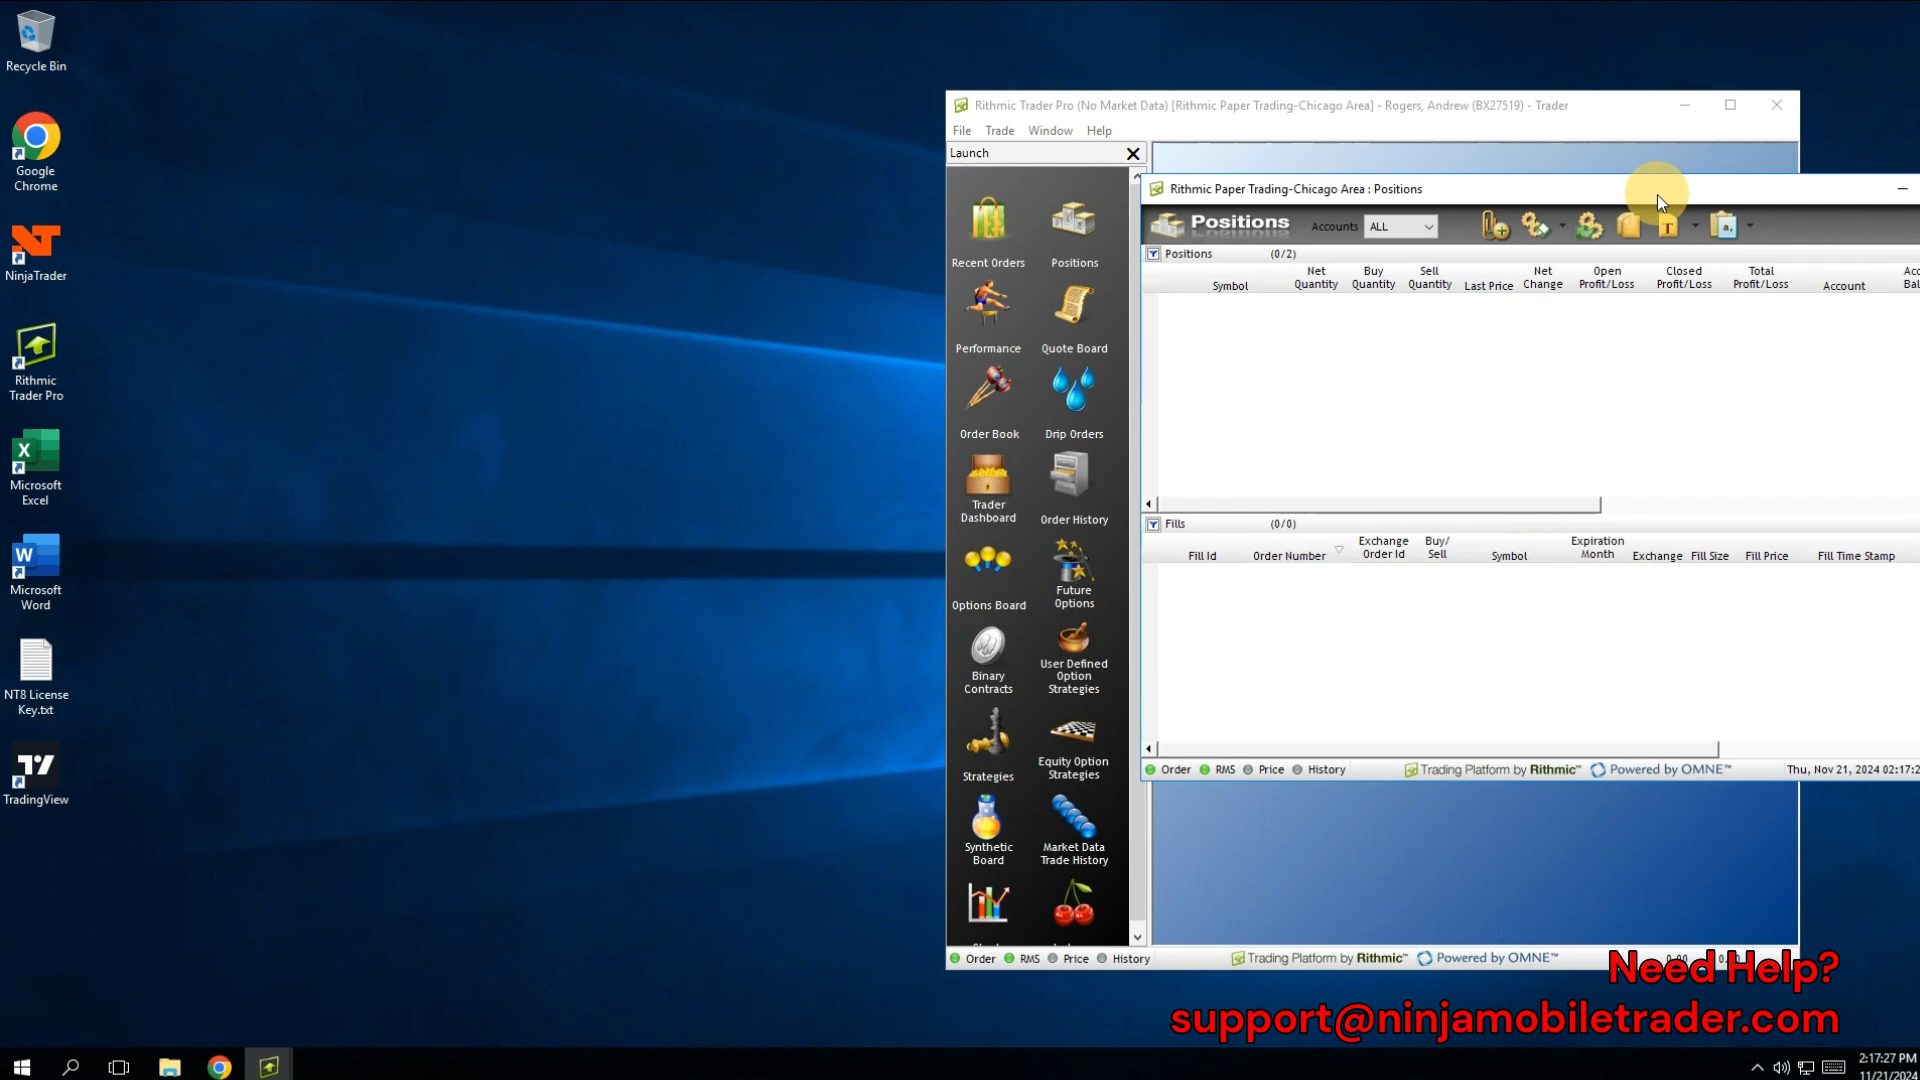 Recycle Bin
Google
Chrome
NinjaTrader
Rithmic
Trader Pro
Microsoft
Excel
Microsoft
Word
NT8 License
Key.txt
TradingView
Rithmic Trader Pro (No Market Data) [Rithmic Paper Trading-Chicago Area] - Rogers, Andrew (BX27519) - Trader
File Trade Window Help
Launch
Recent Orders Positions
Performance Quote Board
Order Book Drip Orders
Trader
Dashboard Order History
Options Board Future
Options
Binary
Contracts User Defined
Option
Strategies
Strategies Equity Option
Strategies
Synthetic
Board Market Data
Trade History
Rithmic Paper Trading-Chicago Area : Positions
Positions Accounts ALL
Positions (0/2)
Symbol Net
Quantity Buy
Quantity Sell
Quantity Last Price Net
Change Open
Profit/Loss Closed
Profit/Loss Total
Profit/Loss Account Acc
Bal
Fills (0/0)
Fill Id Order Number Exchange
Order Id Buy/
Sell Symbol Expiration
Month Exchange Fill Size Fill Price Fill Time Stamp
Order RMS Price History Trading Platform by Rithmic™ Powered by OMNE™ Thu, Nov 21, 2024 02:17:2
Order RMS Price History Trading Platform by Rithmic™ Powered by OMNE™
Need Help?
support@ninjamobiletrader.com
2:17:27 PM
11/21/2024